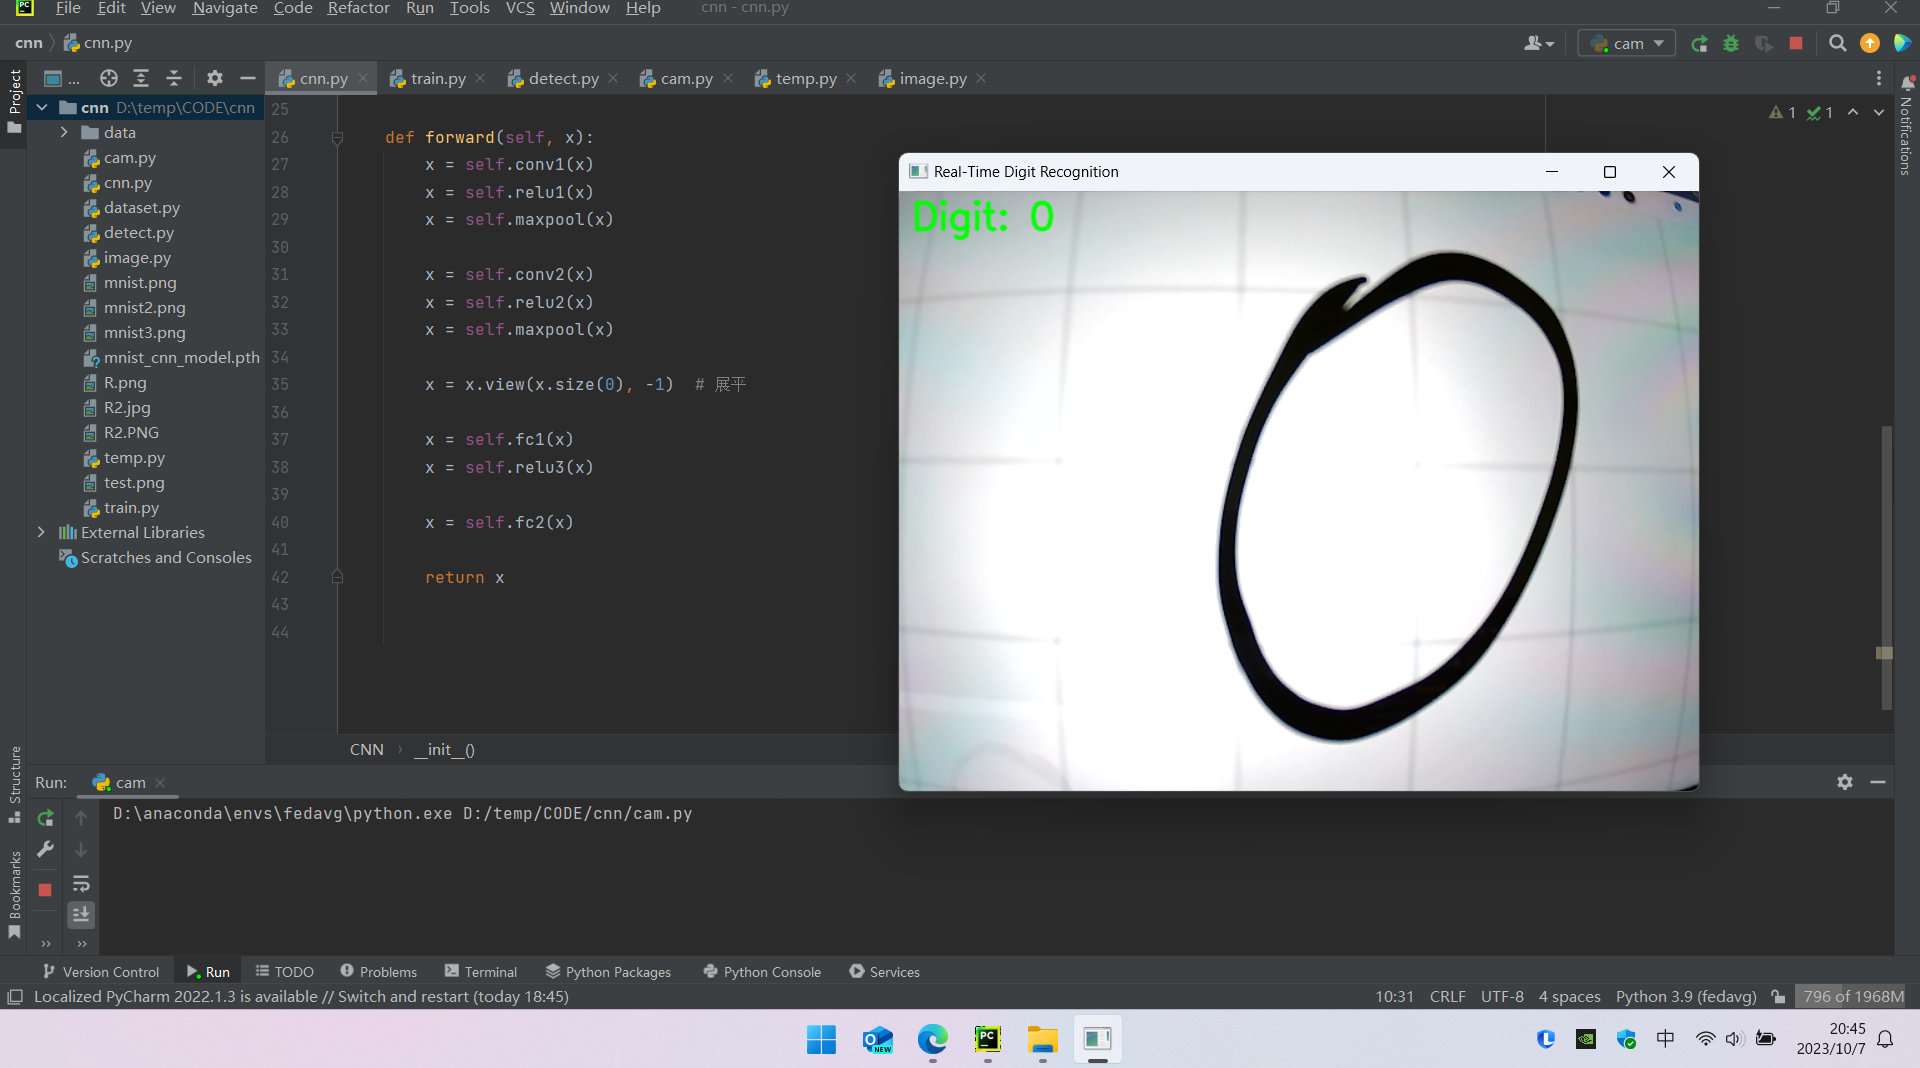 PC File Edit View Navigate Code Refactor Run Tools VCS Window Help cnn - cnn.py
cnn cnn.py cam
... cnn.py train.py detect.py cam.py temp.py image.py
Project
Notifications
Structure
Bookmarks
cnn D:\temp\CODE\cnn
data
cam.py
cnn.py
dataset.py
detect.py
image.py
mnist.png
mnist2.png
mnist3.png
mnist_cnn_model.pth
R.png
R2.jpg
R2.PNG
temp.py
test.png
train.py
External Libraries
Scratches and Consoles
1 1
25
26 def forward(self, x):
27 x = self.conv1(x)
28 x = self.relu1(x)
29 x = self.maxpool(x)
30
31 x = self.conv2(x)
32 x = self.relu2(x)
33 x = self.maxpool(x)
34
35 x = x.view(x.size(0), -1) # 展平
36
37 x = self.fc1(x)
38 x = self.relu3(x)
39
40 x = self.fc2(x)
41
42 return x
43
44
CNN __init__()
Real-Time Digit Recognition
Digit: 0
0
Run: cam
D:\anaconda\envs\fedavg\python.exe D:/temp/CODE/cnn/cam.py
Version Control Run TODO Problems Terminal Python Packages Python Console Services
Localized PyCharm 2022.1.3 is available // Switch and restart (today 18:45) 10:31 CRLF UTF-8 4 spaces Python 3.9 (fedavg) 796 of 1968M
O NEW PC L 中 20:45
2023/10/7